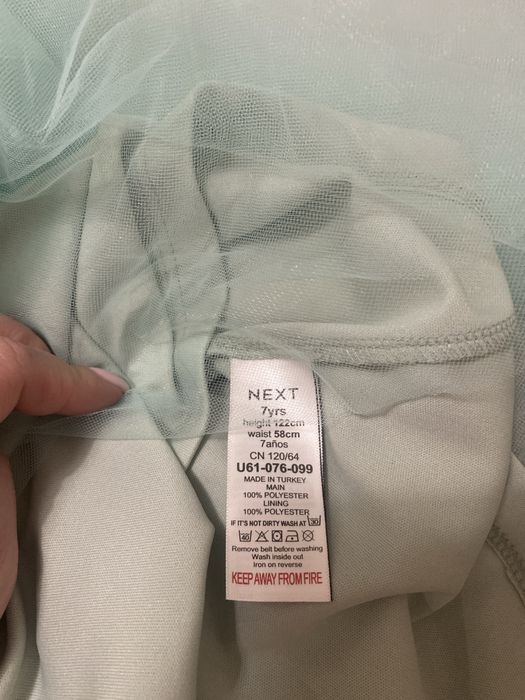 NEXT
7yrs
height 122cm
waist 58cm
7años
CN 120/64
U61-076-099
MADE IN TURKEY
MAIN
100% POLYESTER
LINING
100% POLYESTER
IF IT'S NOT DIRTY WASH AT 30
40
Remove belt before washing
Wash inside out
Iron on reverse
KEEP AWAY FROM FIRE